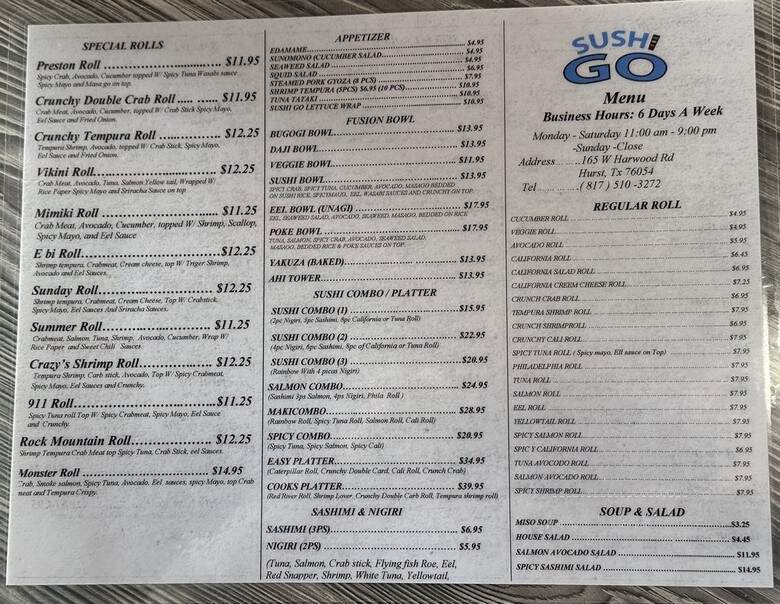 SPECIAL ROLLS
Preston Roll ........................... $11.95
Spicy Crab, Avocado, Cucumber topped W/ Spicy Tuna Wasabi sauce
Spicy Mayo and Masa go on top.
Crunchy Double Crab Roll ..... ..... $11.95
Crab Meat, Avocado, Cucumber, topped W/ Crab Stick Spicy Mayo,
Eel Sauce and Fried Onion.
Crunchy Tempura Roll ................ $12.25
Tempura Shrimp, Avocado, topped W/ Crab Stick, Spicy Mayo,
Eel Sauce and Fried Onion.
Vikini Roll............................$12.25
Crab Meat, Avocado, Tuna, Salmon Yellow tail, Wrapped W/
Rice Paper Spicy Mayo and Sriracha Sauce on top
Mimiki Roll ........................ $11.25
Crab Meat, Avocado, Cucumber, topped W/ Shrimp, Scallop,
Spicy Mayo, and Eel Sauce
E bi Roll..............................$12.25
Shrimp tempura, Crabmeat, Cream cheese, top W/ Triger Shrimp,
Avocado and Eel Sauces.
Sunday Roll........................ $12.25
Shrimp tempura, Crabmeat, Cream Cheese, Top W/ Crabstick,
Spicy Mayo, Eel Sauces And Sriracha Sauces.
Summer Roll....................... $11.25
Crabmeat, Salmon, Tuna, Shrimp, Avocado, Cucumber, Wrap W/
Rice Paper and Sweet Chili Sauces.
Crazy's Shrimp Roll............... $12.25
Tempura Shrimp, Carb stick, Avocado, Top W/ Spicy Crabmeat,
Spicy Mayo, Eel Sauces and Crunchy.
911 Roll.............................$11.25
Spicy Tuna roll Top W/ Spicy Crabmeat, Spicy Mayo, Eel Sauce
and Crunchy.
Rock Mountain Roll................ $12.25
Shrimp Tempura Crab Meat top Spicy Tuna, Crab Stick, eel Sauces.
Monster Roll ........................ $14.95
Crab, Smoke salmon, Spicy Tuna, Avocado, Eel sauces, spicy Mayo, top Crab
meat and Tempura Crispy.
APPETIZER
EDAMAME........................ $4.95
SUNOMONO (CUCUMBER SALAD........................ $4.95
SEAWEED SALAD........................ $4.95
SQUID SALAD ........................ $6.95
STEAMED PORK GYOZA (8 PCS)........................ $7.95
SHRIMP TEMPURA (5PCS) $6.95 (10 PCS)........................ $10.95
TUNA TATAKI ........................ $10.95
SUSHI GO LETTUCE WRAP ........................ $10.95
FUSION BOWL
BUGOGI BOWL........................ $13.95
DAJI BOWL........................ $13.95
VEGGIE BOWL........................ $11.95
SUSHI BOWL........................ $13.95
SPICY CRAB, SPICY TUNA, CUCUMBER, AVOCADO, MASAGO BEDDED
ON SUSHI RICE, SPICYMAUO, EEL, WASABI SAUCES AND CRUNCHY ON TOP.
EEL BOWL (UNAGI) ........................ $17.95
EEL, SEAWEED SALAD, AVOCADO, SEAWEED, MASAGO, BEDDED ON RICE
POKE BOWL ........................ $17.95
TUNA, SALMON, SPICY CRAB, AVOCADO, SEAWEED SALAD,
MASAGO, BEDDED RICE & POKE SAUCES ON TOP.
YAKUZA (BAKED)........................ $13.95
AHI TOWER........................ $13.95
SUSHI COMBO / PLATTER
SUSHI COMBO (1) ........................ $15.95
(2pc Nigiri, 5pc Sashimi, 8pc California or Tuna Roll)
SUSHI COMBO (2) ........................ $22.95
(4pc Nigiri, 6pc Sashimi, 8pc of California or Tuna Roll)
SUSHI COMBO (3) ........................ $20.95
(Rainbow With 4 pices Nigiri)
SALMON COMBO........................ $24.95
(Sashimi 3ps Salmon, 4ps Nigiri, Phila Roll )
MAKICOMBO........................ $28.95
(Rainbow Roll, Spicy Tuna Roll, Salmon Roll, Cali Roll)
SPICY COMBO........................ $20.95
(Spicy Tuna, Spicy Salmon, Spicy Cali)
EASY PLATTER........................ $34.95
(Caterpillar Roll, Crunchy Double Card, Cali Roll, Crunch Crab)
COOKS PLATTER........................ $39.95
(Red River Roll, Shrimp Lover, Crunchy Double Carb Roll, Tempura shrimp roll)
SASHIMI & NIGIRI
SASHIMI (3PS)........................ $6.95
NIGIRI (2PS) ........................ $5.95
(Tuna, Salmon, Crab stick, Flying fish Roe, Eel,
Red Snapper, Shrimp, White Tuna, Yellowtail,
SUSHI
GO
Menu
Business Hours: 6 Days A Week
Monday - Saturday 11:00 am - 9:00 pm
-Sunday -Close
Address........165 W Harwood Rd
Hurst, Tx 76054
Tel............( 817 ) 510 -3272
REGULAR ROLL
CUCUMBER ROLL........................ $4.95
VEGGIE ROLL........................ $4.95
AVOCADO ROLL........................ $5.95
CALIFORNIA ROLL........................ $6.45
CALIFORNIA SALAD ROLL........................ $6.95
CALIFORNIA CREEM CHEESE ROLL........................ $7.25
CRUNCH CRAB ROLL........................ $6.95
TEMPURA SHRIMP ROLL........................ $7.95
CRUNCH SHRIMPROLL........................ $6.95
CRUNCHY CALI ROLL........................ $7.95
SPICTY TUNA ROLL ( Spicy mayo, Ell sauce on Top)........................ $7.95
PHILADELPHIA ROLL........................ $7.95
TUNA ROLL........................ $7.95
SALMON ROLL........................ $7.95
EEL ROLL........................ $7.95
YELLOWTAIL ROLL........................ $7.95
SPICY SALMON ROLL........................ $7.95
SPIC Y CALIFORNIA ROLL........................ $6.95
TUNA AVOCODO ROLL........................ $7.95
SALMON AVOCADO ROLL........................ $7.95
SPICY SHRIMP ROLL........................ $7.95
SOUP & SALAD
MISO SOUP ........................ $3.25
HOUSE SALAD ........................ $4.45
SALMON AVOCADO SALAD ........................ $11.95
SPICY SASHIMI SALAD ........................ $14.95